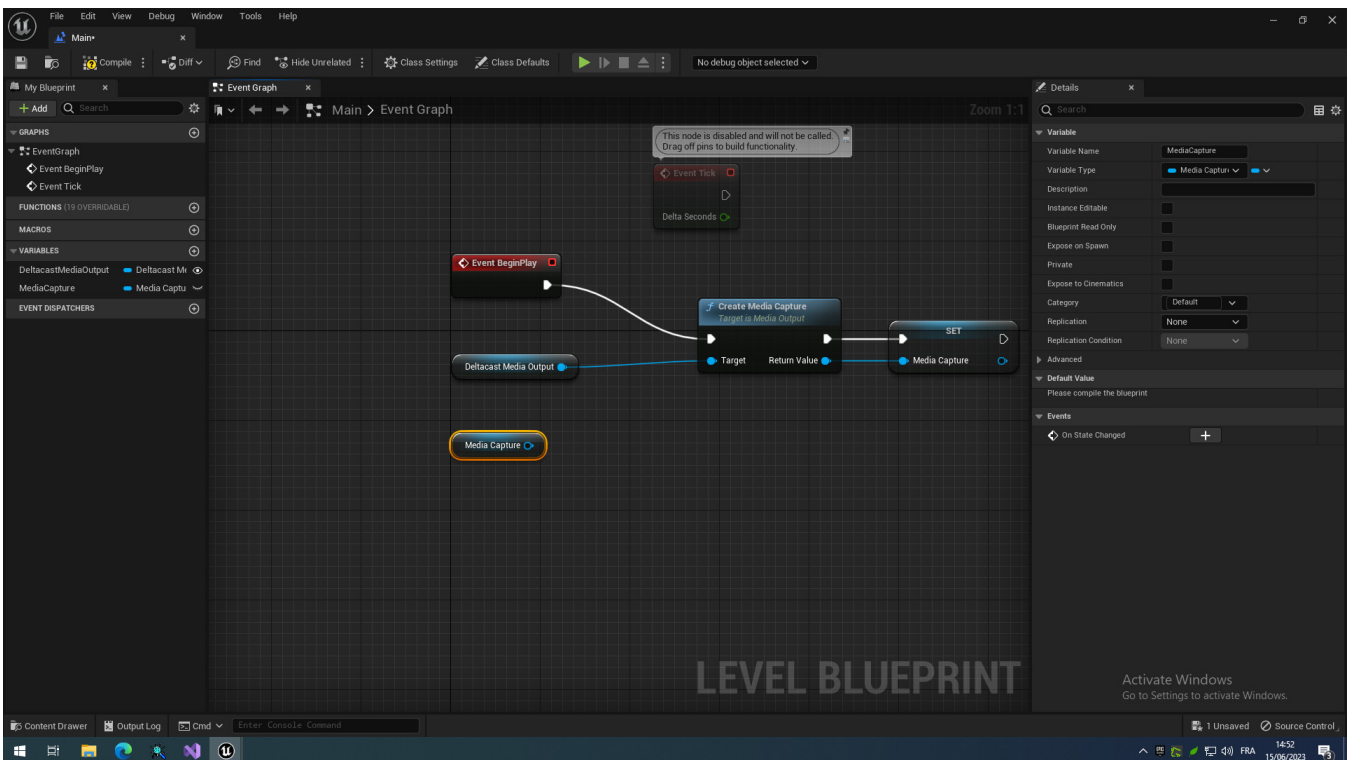 File Edit View Debug Window Tools Help
Main•
Compile Diff Find Hide Unrelated Class Settings Class Defaults No debug object selected
My Blueprint
Add Search
GRAPHS
EventGraph
Event BeginPlay
Event Tick
FUNCTIONS (19 OVERRIDABLE)
MACROS
VARIABLES
DeltacastMediaOutput Deltacast Me
MediaCapture Media Captu
EVENT DISPATCHERS
Event Graph
Main > Event Graph Zoom 1:1
This node is disabled and will not be called.
Drag off pins to build functionality.
Event Tick
Delta Seconds
Event BeginPlay
Create Media Capture
Target is Media Output
Target Return Value
SET
Media Capture
Deltacast Media Output
Media Capture
LEVEL BLUEPRINT
Details
Search
Variable
Variable Name MediaCapture
Variable Type Media Captur
Description
Instance Editable
Blueprint Read Only
Expose on Spawn
Private
Expose to Cinematics
Category Default
Replication None
Replication Condition None
Advanced
Default Value
Please compile the blueprint
Events
On State Changed
Activate Windows
Go to Settings to activate Windows.
Content Drawer Output Log Cmd Enter Console Command 1 Unsaved Source Control
FRA 14:52
15/06/2023